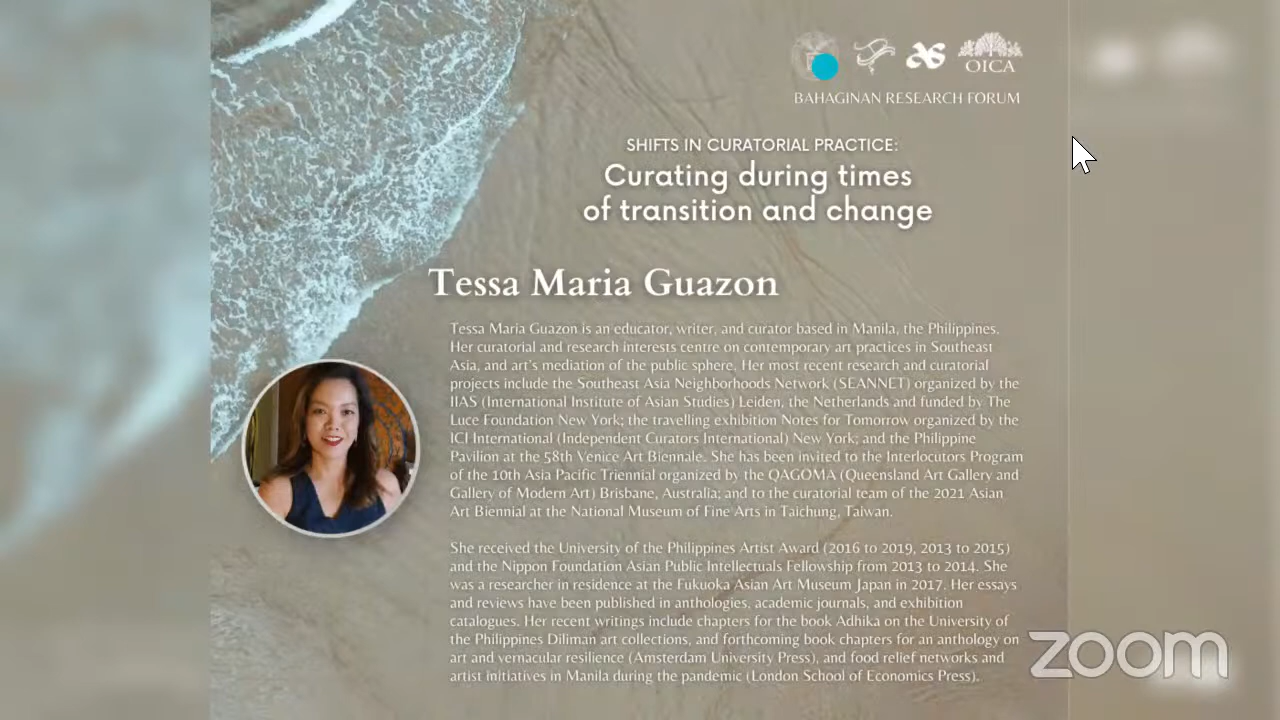 OICA
BAHAGINAN RESEARCH FORUM
SHIFTS IN CURATORIAL PRACTICE:
Curating during times
of transition and change
Tessa Maria Guazon
Tessa Maria Guazon is an educator, writer, and curator based in Manila, the Philippines.
Her curatorial and research interests centre on contemporary art practices in Southeast
Asia, and art's mediation of the public sphere. Her most recent research and curatorial
projects include the Southeast Asia Neighborhoods Network (SEANNET) organized by the
IIAS (International Institute of Asian Studies) Leiden, the Netherlands and funded by The
Luce Foundation New York; the travelling exhibition Notes for Tomorrow organized by the
ICI International (Independent Curators International) New York; and the Philippine
Pavilion at the 58th Venice Art Biennale. She has been invited to the Interlocutors Program
of the 10th Asia Pacific Triennial organized by the QAGOMA (Queensland Art Gallery and
Gallery of Modern Art) Brisbane, Australia; and to the curatorial team of the 2021 Asian
Art Biennial at the National Museum of Fine Arts in Taichung, Taiwan.
She received the University of the Philippines Artist Award (2016 to 2019, 2013 to 2015)
and the Nippon Foundation Asian Public Intellectuals Fellowship from 2013 to 2014. She
was a researcher in residence at the Fukuoka Asian Art Museum Japan in 2017. Her essays
and reviews have been published in anthologies, academic journals, and exhibition
catalogues. Her recent writings include chapters for the book Adhika on the University of
the Philippines Diliman art collections, and forthcoming book chapters for an anthology on
art and vernacular resilience (Amsterdam University Press), and food relief networks and
artist initiatives in Manila during the pandemic (London School of Economics Press).
zoom